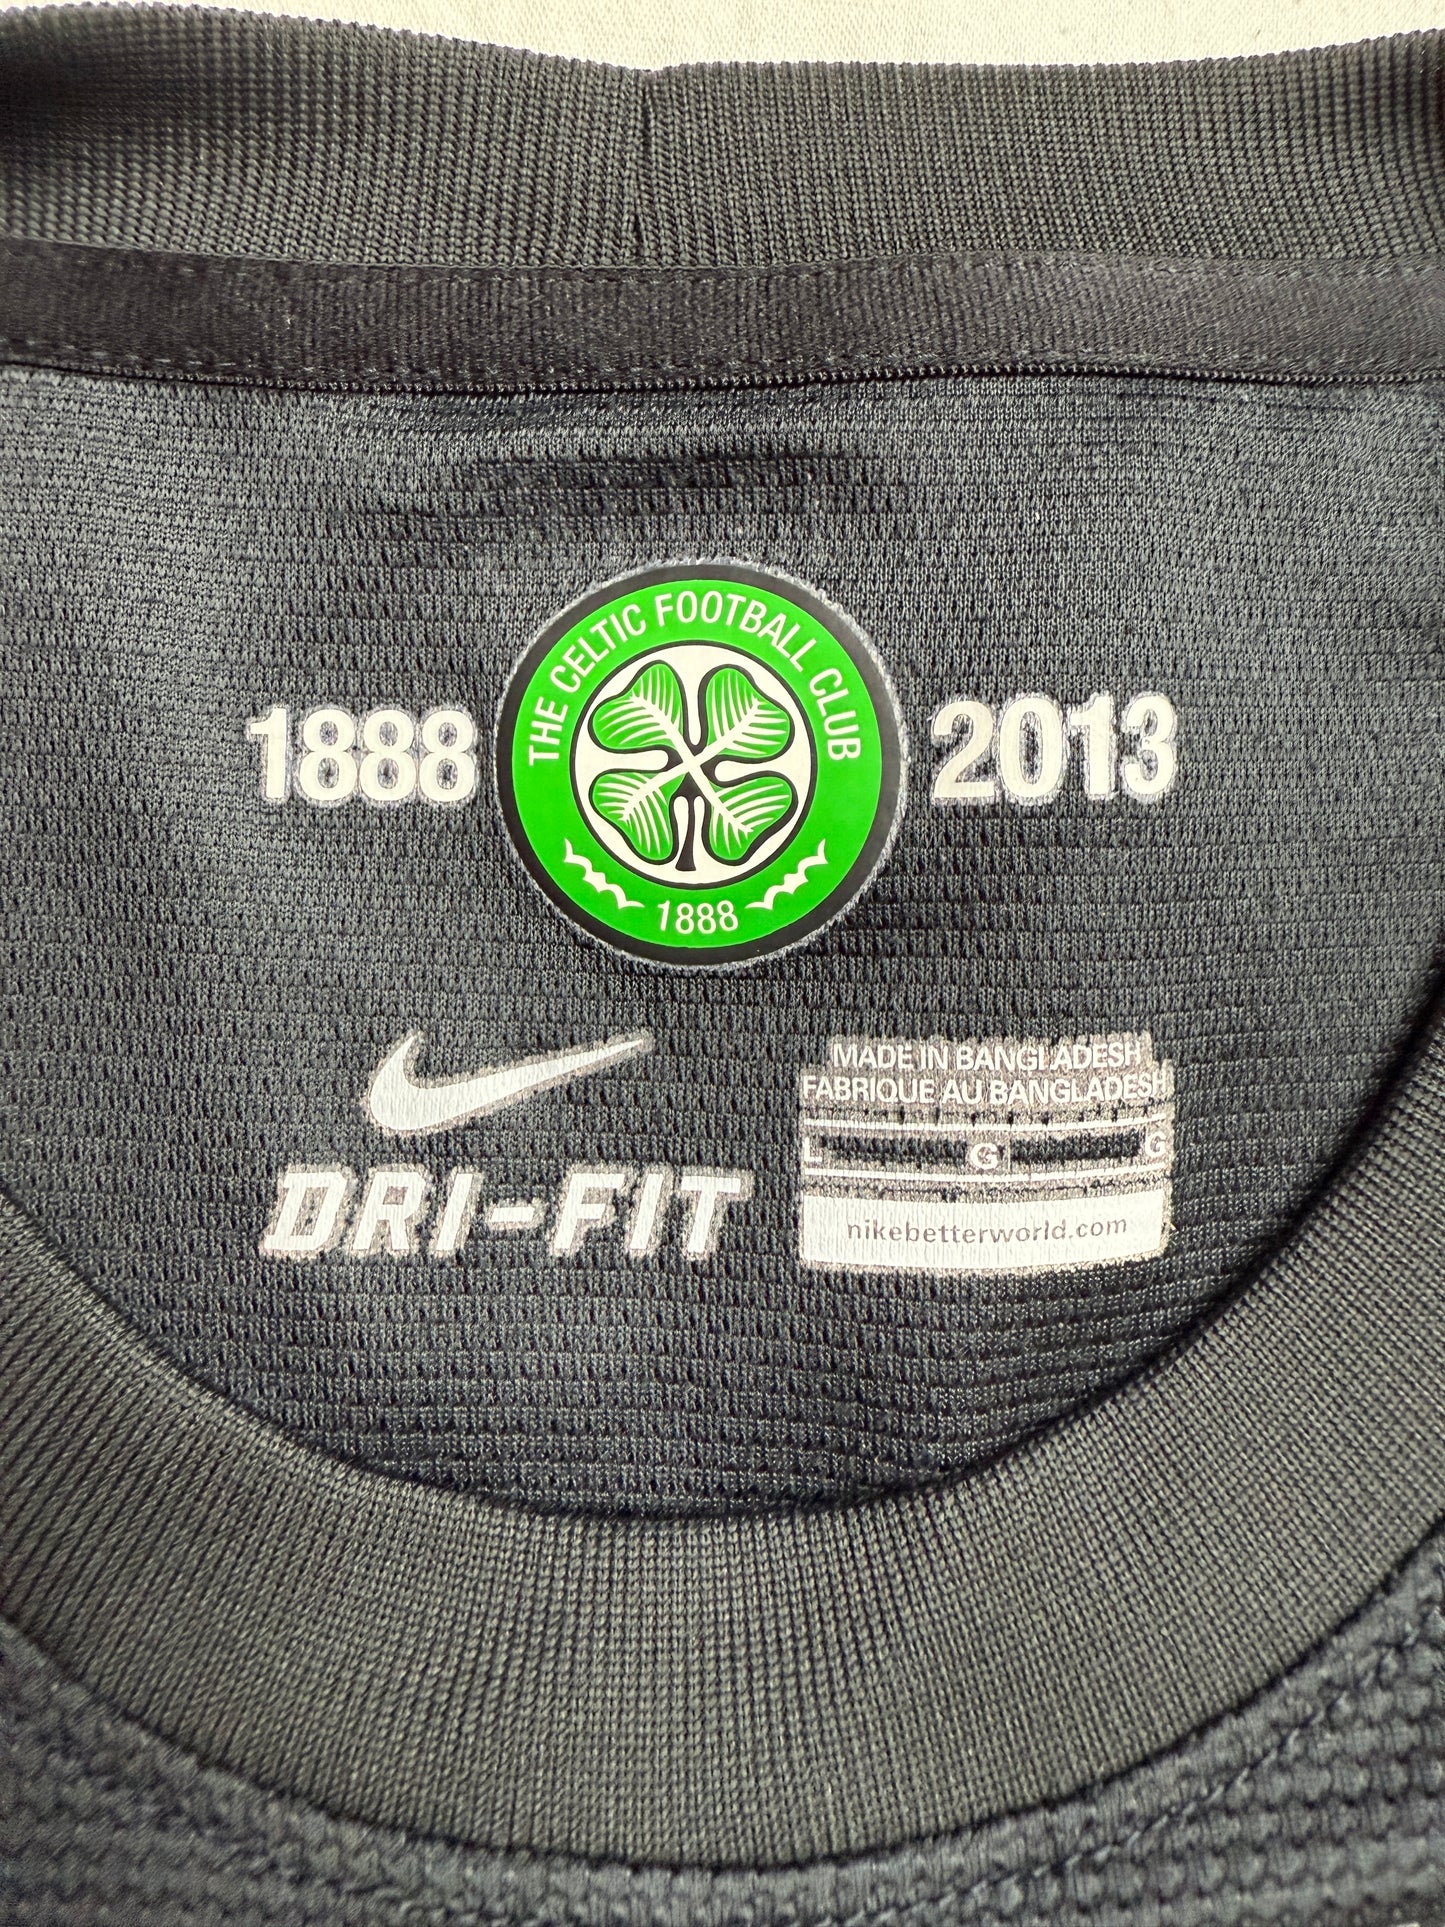 THE CELTIC FOOTBALL CLUB
1888
2013
1888
MADE IN BANGLADESH
FABRIQUE AU BANGLADESH
L G G
DRI-FIT
nikebetterworld.com